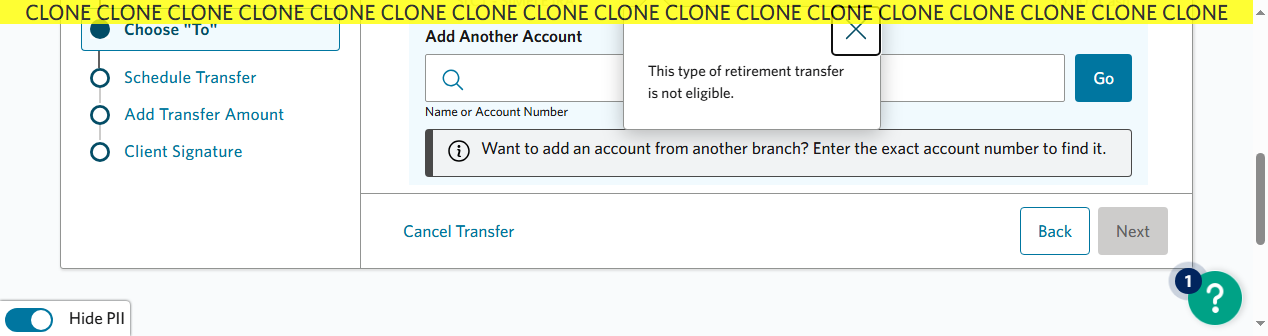 CLONE CLONE CLONE CLONE CLONE CLONE CLONE CLONE CLONE CLONE CLONE CLONE CLONE CLONE CLONE CLONE CLONE
Choose "To"
Schedule Transfer
Add Transfer Amount
Client Signature
Add Another Account
This type of retirement transfer
is not eligible.
Go
Name or Account Number
Want to add an account from another branch? Enter the exact account number to find it.
Cancel Transfer
Back
Next
1
?
Hide PII